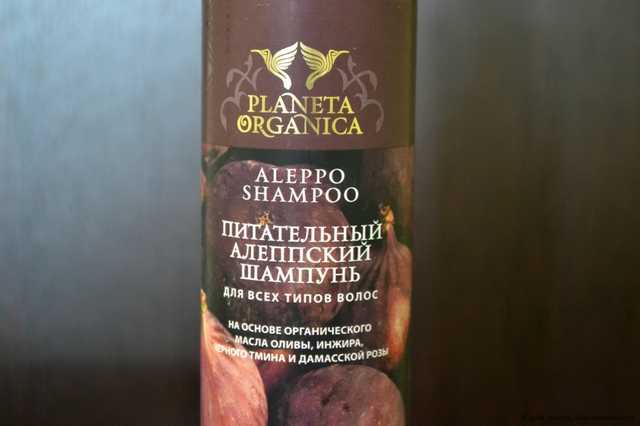 PLANETA
ORGANICA
ALEPPO
SHAMPOO
ПИТАТЕЛЬНЫЙ
АЛЕППСКИЙ
ШАМПУНЬ
ДЛЯ ВСЕХ ТИПОВ ВОЛОС
НА ОСНОВЕ ОРГАНИЧЕСКОГО
МАСЛА ОЛИВЫ, ИНЖИРА,
ЧЕРНОГО ТМИНА И ДАМАССКОЙ РОЗЫ